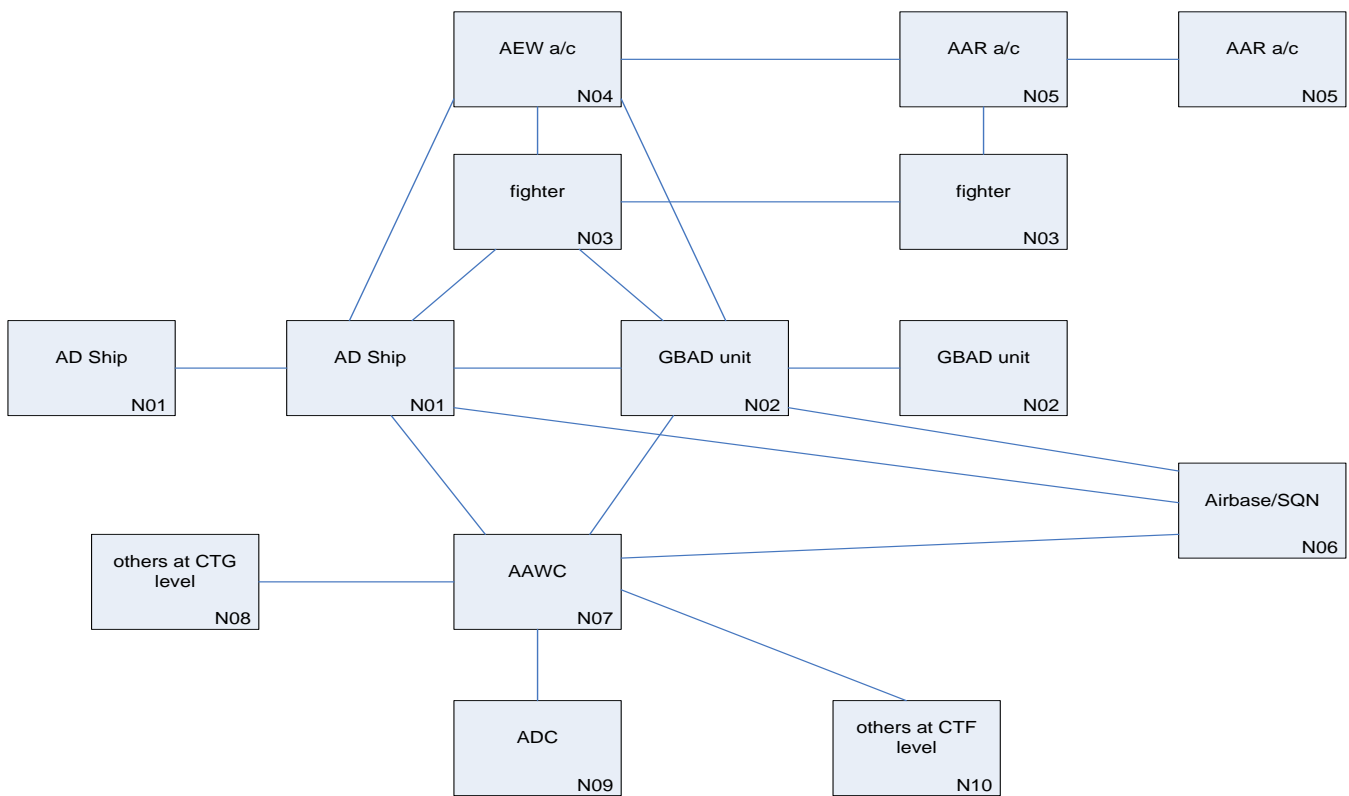 AEW a/c
N04
AAR a/c
N05
AAR a/c
N05
fighter
N03
fighter
N03
AD Ship
N01
AD Ship
N01
GBAD unit
N02
GBAD unit
N02
Airbase/SQN
N06
others at CTG
level
N08
AAWC
N07
ADC
N09
others at CTF
level
N10